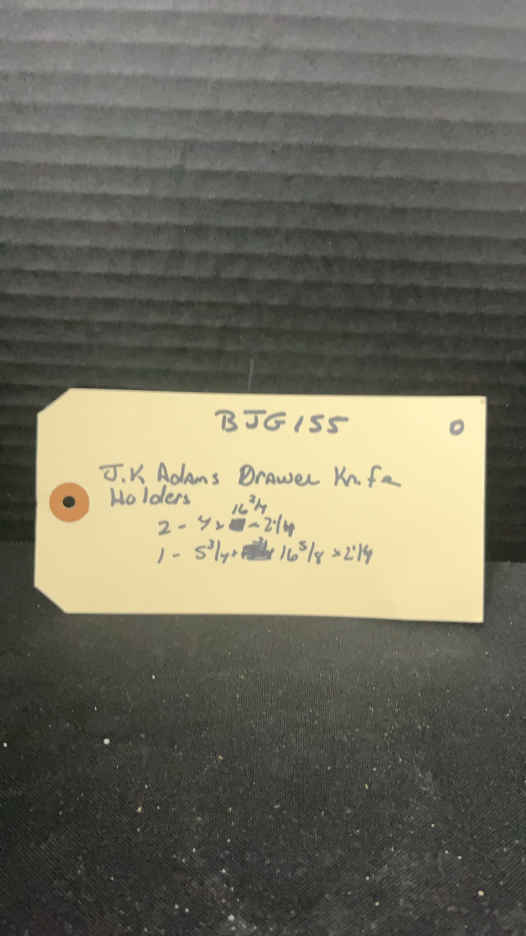 BJG155 O
J.K Adams Drawer Knife
Holders
16 3/4
2 - 4 x - 2 1/4
1 - 5 3/4 x 16 5/8 x 2 1/4